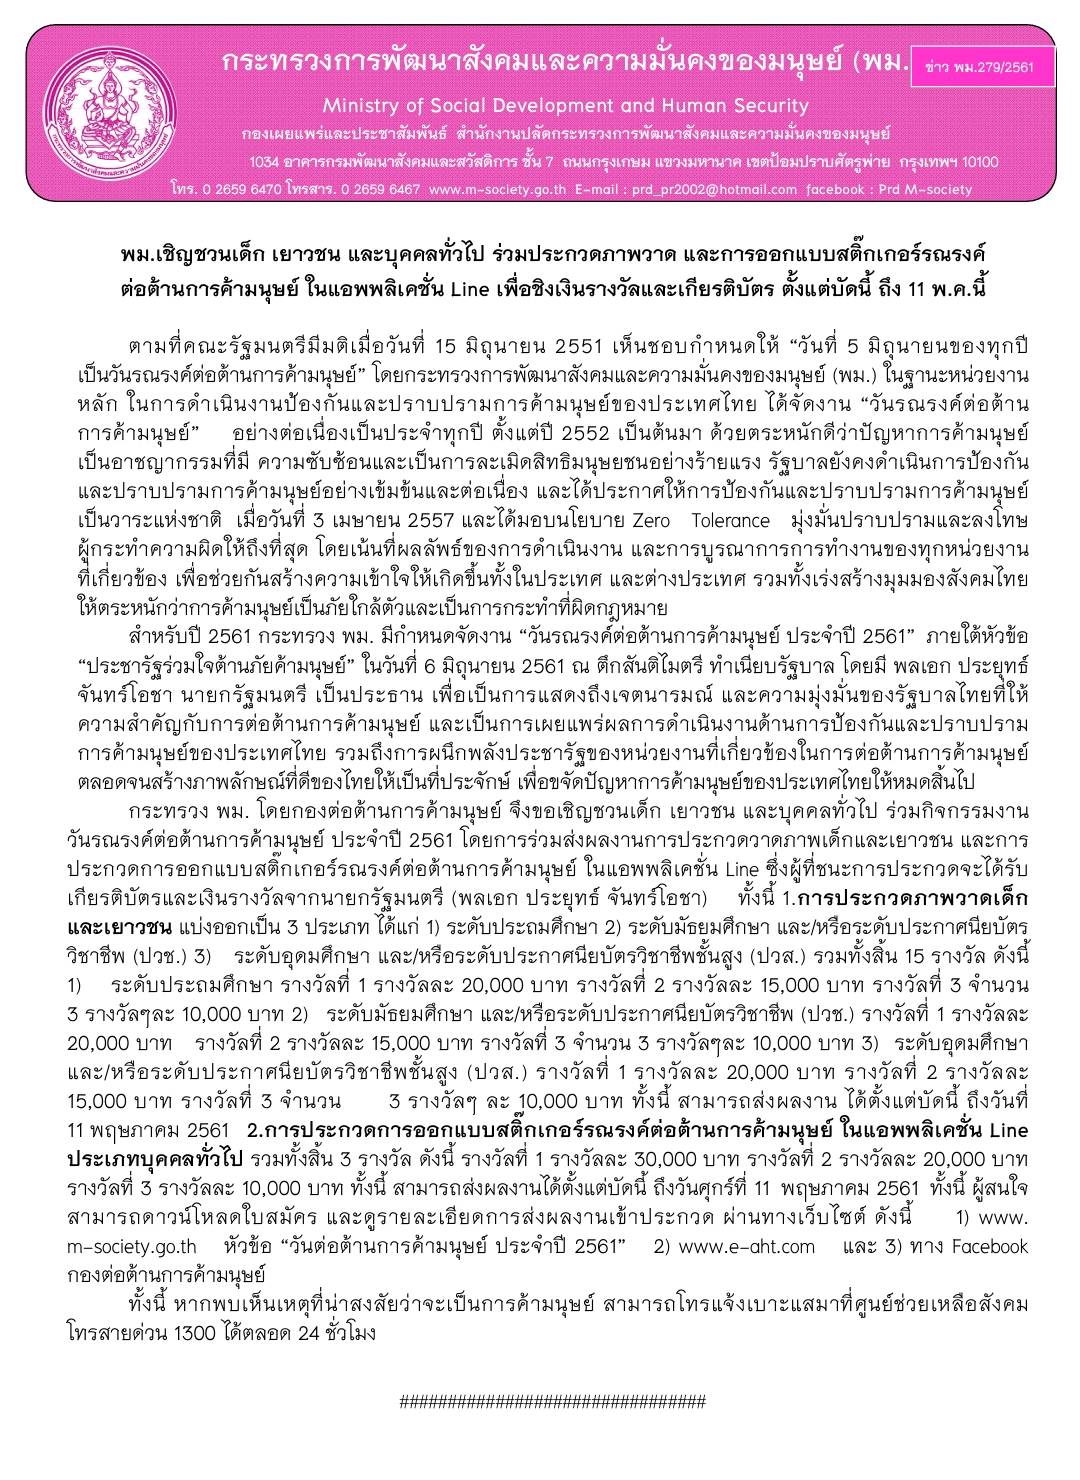 กระทรวงการพัฒนาสังคมและความมั่นคงของมนุษย์ (พม.
ข่าว พม.279/2561
Ministry of Social Development and Human Security
กองเผยแพร่และประชาสัมพันธ์ สำนักงานปลัดกระทรวงการพัฒนาสังคมและความมั่นคงของมนุษย์
1034 อาคารกรมพัฒนาสังคมและสวัสดิการ ชั้น 7 ถนนกรุงเกษม แขวงมหานาค เขตป้อมปราบศัตรูพ่าย กรุงเทพฯ 10100
โทร. 0 2659 6470 โทรสาร. 0 2659 6467 www.m-society.go.th E-mail : prd_pr2002@hotmail.com facebook : Prd M-society
พม.เชิญชวนเด็ก เยาวชน และบุคคลทั่วไป ร่วมประกวดภาพวาด และการออกแบบสติ๊กเกอร์รณรงค์
ต่อต้านการค้ามนุษย์ ในแอพพลิเคชั่น Line เพื่อชิงเงินรางวัลและเกียรติบัตร ตั้งแต่บัดนี้ ถึง 11 พ.ค.นี้
ตามที่คณะรัฐมนตรีมีมติเมื่อวันที่ 15 มิถุนายน 2551 เห็นชอบกำหนดให้ “วันที่ 5 มิถุนายนของทุกปี
เป็นวันรณรงค์ต่อต้านการค้ามนุษย์” โดยกระทรวงการพัฒนาสังคมและความมั่นคงของมนุษย์ (พม.) ในฐานะหน่วยงาน
หลัก ในการดำเนินงานป้องกันและปราบปรามการค้ามนุษย์ของประเทศไทย ได้จัดงาน “วันรณรงค์ต่อต้าน
การค้ามนุษย์” อย่างต่อเนื่องเป็นประจำทุกปี ตั้งแต่ปี 2552 เป็นต้นมา ด้วยตระหนักดีว่าปัญหาการค้ามนุษย์
เป็นอาชญากรรมที่มี ความซับซ้อนและเป็นการละเมิดสิทธิมนุษยชนอย่างร้ายแรง รัฐบาลยังคงดำเนินการป้องกัน
และปราบปรามการค้ามนุษย์อย่างเข้มข้นและต่อเนื่อง และได้ประกาศให้การป้องกันและปราบปรามการค้ามนุษย์
เป็นวาระแห่งชาติ เมื่อวันที่ 3 เมษายน 2557 และได้มอบนโยบาย Zero Tolerance มุ่งมั่นปราบปรามและลงโทษ
ผู้กระทำความผิดให้ถึงที่สุด โดยเน้นที่ผลลัพธ์ของการดำเนินงาน และการบูรณาการการทำงานของทุกหน่วยงาน
ที่เกี่ยวข้อง เพื่อช่วยกันสร้างความเข้าใจให้เกิดขึ้นทั้งในประเทศ และต่างประเทศ รวมทั้งเร่งสร้างมุมมองสังคมไทย
ให้ตระหนักว่าการค้ามนุษย์เป็นภัยใกล้ตัวและเป็นการกระทำที่ผิดกฎหมาย
สำหรับปี 2561 กระทรวง พม. มีกำหนดจัดงาน “วันรณรงค์ต่อต้านการค้ามนุษย์ ประจำปี 2561” ภายใต้หัวข้อ
“ประชารัฐร่วมใจต้านภัยค้ามนุษย์” ในวันที่ 6 มิถุนายน 2561 ณ ตึกสันติไมตรี ทำเนียบรัฐบาล โดยมี พลเอก ประยุทธ์
จันทร์โอชา นายกรัฐมนตรี เป็นประธาน เพื่อเป็นการแสดงถึงเจตนารมณ์ และความมุ่งมั่นของรัฐบาลไทยที่ให้
ความสำคัญกับการต่อต้านการค้ามนุษย์ และเป็นการเผยแพร่ผลการดำเนินงานด้านการป้องกันและปราบปราม
การค้ามนุษย์ของประเทศไทย รวมถึงการผนึกพลังประชารัฐของหน่วยงานที่เกี่ยวข้องในการต่อต้านการค้ามนุษย์
ตลอดจนสร้างภาพลักษณ์ที่ดีของไทยให้เป็นที่ประจักษ์ เพื่อขจัดปัญหาการค้ามนุษย์ของประเทศไทยให้หมดสิ้นไป
กระทรวง พม. โดยกองต่อต้านการค้ามนุษย์ จึงขอเชิญชวนเด็ก เยาวชน และบุคคลทั่วไป ร่วมกิจกรรมงาน
วันรณรงค์ต่อต้านการค้ามนุษย์ ประจำปี 2561 โดยการร่วมส่งผลงานการประกวดวาดภาพเด็กและเยาวชน และการ
ประกวดการออกแบบสติ๊กเกอร์รณรงค์ต่อต้านการค้ามนุษย์ ในแอพพลิเคชั่น Line ซึ่งผู้ที่ชนะการประกวดจะได้รับ
เกียรติบัตรและเงินรางวัลจากนายกรัฐมนตรี (พลเอก ประยุทธ์ จันทร์โอชา) ทั้งนี้ 1.การประกวดภาพวาดเด็ก
และเยาวชน แบ่งออกเป็น 3 ประเภท ได้แก่ 1) ระดับประถมศึกษา 2) ระดับมัธยมศึกษา และ/หรือระดับประกาศนียบัตร
วิชาชีพ (ปวช.) 3) ระดับอุดมศึกษา และ/หรือระดับประกาศนียบัตรวิชาชีพชั้นสูง (ปวส.) รวมทั้งสิ้น 15 รางวัล ดังนี้
1) ระดับประถมศึกษา รางวัลที่ 1 รางวัลละ 20,000 บาท รางวัลที่ 2 รางวัลละ 15,000 บาท รางวัลที่ 3 จำนวน
3 รางวัลๆละ 10,000 บาท 2) ระดับมัธยมศึกษา และ/หรือระดับประกาศนียบัตรวิชาชีพ (ปวช.) รางวัลที่ 1 รางวัลละ
20,000 บาท รางวัลที่ 2 รางวัลละ 15,000 บาท รางวัลที่ 3 จำนวน 3 รางวัลๆละ 10,000 บาท 3) ระดับอุดมศึกษา
และ/หรือระดับประกาศนียบัตรวิชาชีพชั้นสูง (ปวส.) รางวัลที่ 1 รางวัลละ 20,000 บาท รางวัลที่ 2 รางวัลละ
15,000 บาท รางวัลที่ 3 จำนวน 3 รางวัลๆ ละ 10,000 บาท ทั้งนี้ สามารถส่งผลงาน ได้ตั้งแต่บัดนี้ ถึงวันที่
11 พฤษภาคม 2561 2.การประกวดการออกแบบสติ๊กเกอร์รณรงค์ต่อต้านการค้ามนุษย์ ในแอพพลิเคชั่น Line
ประเภทบุคคลทั่วไป รวมทั้งสิ้น 3 รางวัล ดังนี้ รางวัลที่ 1 รางวัลละ 30,000 บาท รางวัลที่ 2 รางวัลละ 20,000 บาท
รางวัลที่ 3 รางวัลละ 10,000 บาท ทั้งนี้ สามารถส่งผลงานได้ตั้งแต่บัดนี้ ถึงวันศุกร์ที่ 11 พฤษภาคม 2561 ทั้งนี้ ผู้สนใจ
สามารถดาวน์โหลดใบสมัคร และดูรายละเอียดการส่งผลงานเข้าประกวด ผ่านทางเว็บไซต์ ดังนี้ 1) www.
m-society.go.th หัวข้อ “วันต่อต้านการค้ามนุษย์ ประจำปี 2561” 2) www.e-aht.com และ 3) ทาง Facebook
กองต่อต้านการค้ามนุษย์
ทั้งนี้ หากพบเห็นเหตุที่น่าสงสัยว่าจะเป็นการค้ามนุษย์ สามารถโทรแจ้งเบาะแสมาที่ศูนย์ช่วยเหลือสังคม
โทรสายด่วน 1300 ได้ตลอด 24 ชั่วโมง
################################